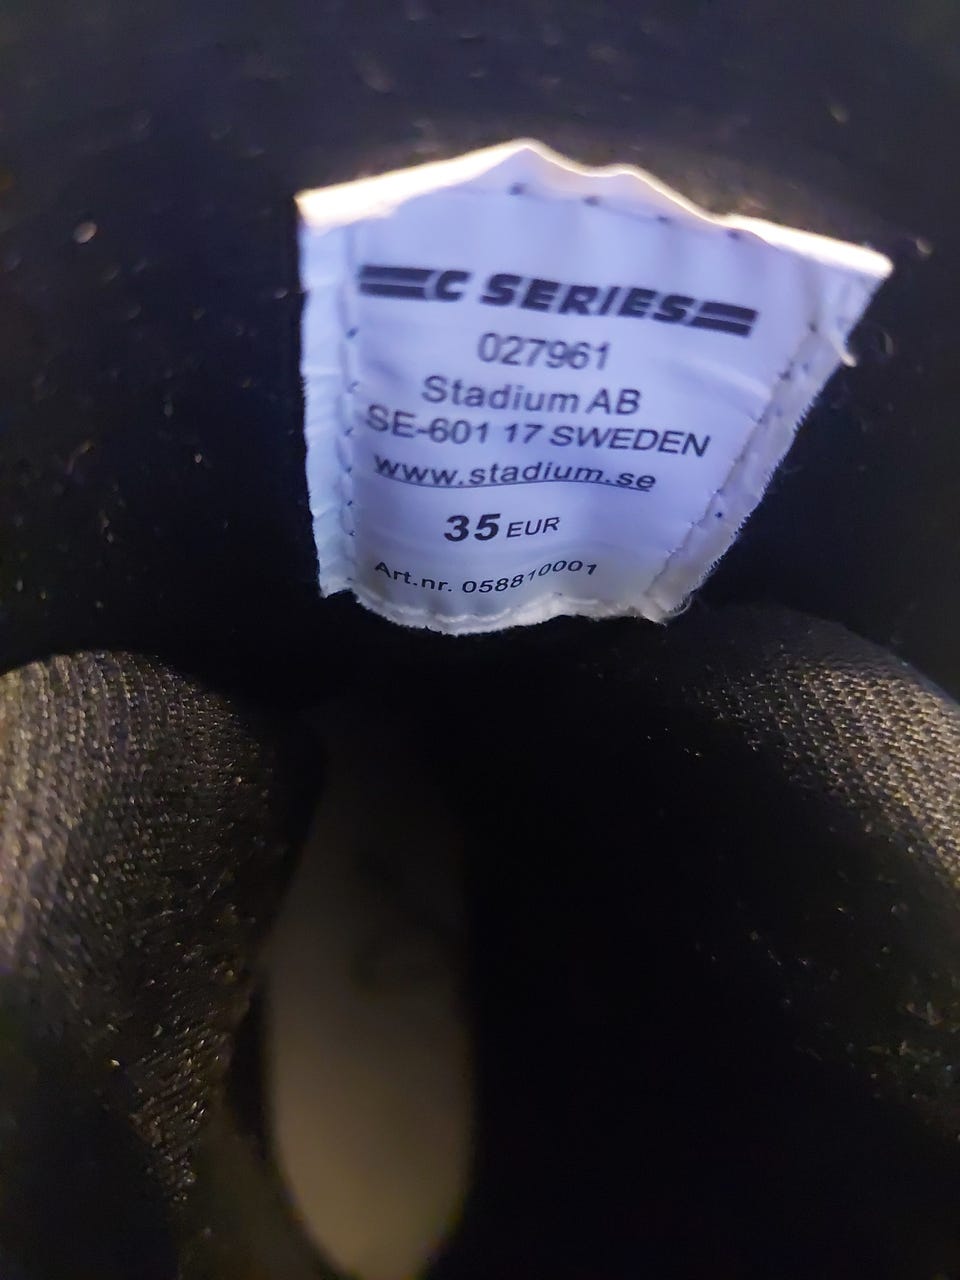 C SERIES
027961
Stadium AB
SE-601 17 SWEDEN
www.stadium.se
35 EUR
Art.nr. 058810001